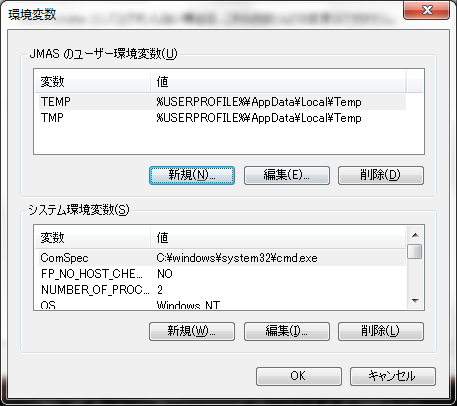 環境変数
JMAS のユーザー環境変数(U)
変数 値
TEMP %USERPROFILE%¥AppData¥Local¥Temp
TMP %USERPROFILE%¥AppData¥Local¥Temp
新規(N)... 編集(E)... 削除(D)
システム環境変数(S)
変数 値
ComSpec C:¥windows¥system32¥cmd.exe
FP_NO_HOST_CHE... NO
NUMBER_OF_PROC... 2
OS Windows_NT
新規(W)... 編集(I)... 削除(L)
OK キャンセル